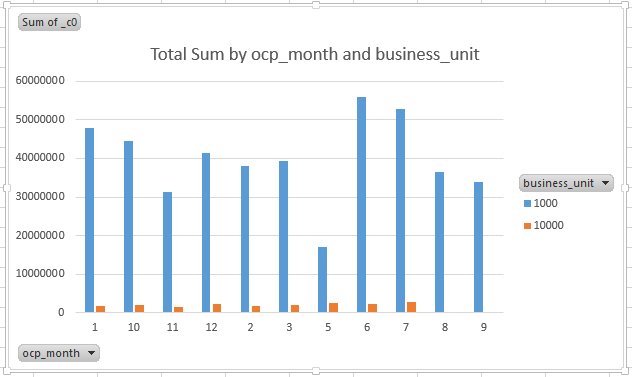 Sum of _c0
Total Sum by ocp_month and business_unit
60000000
50000000
40000000
30000000
20000000
10000000
0
1 10 11 12 2 3 5 6 7 8 9
business_unit
1000
10000
ocp_month